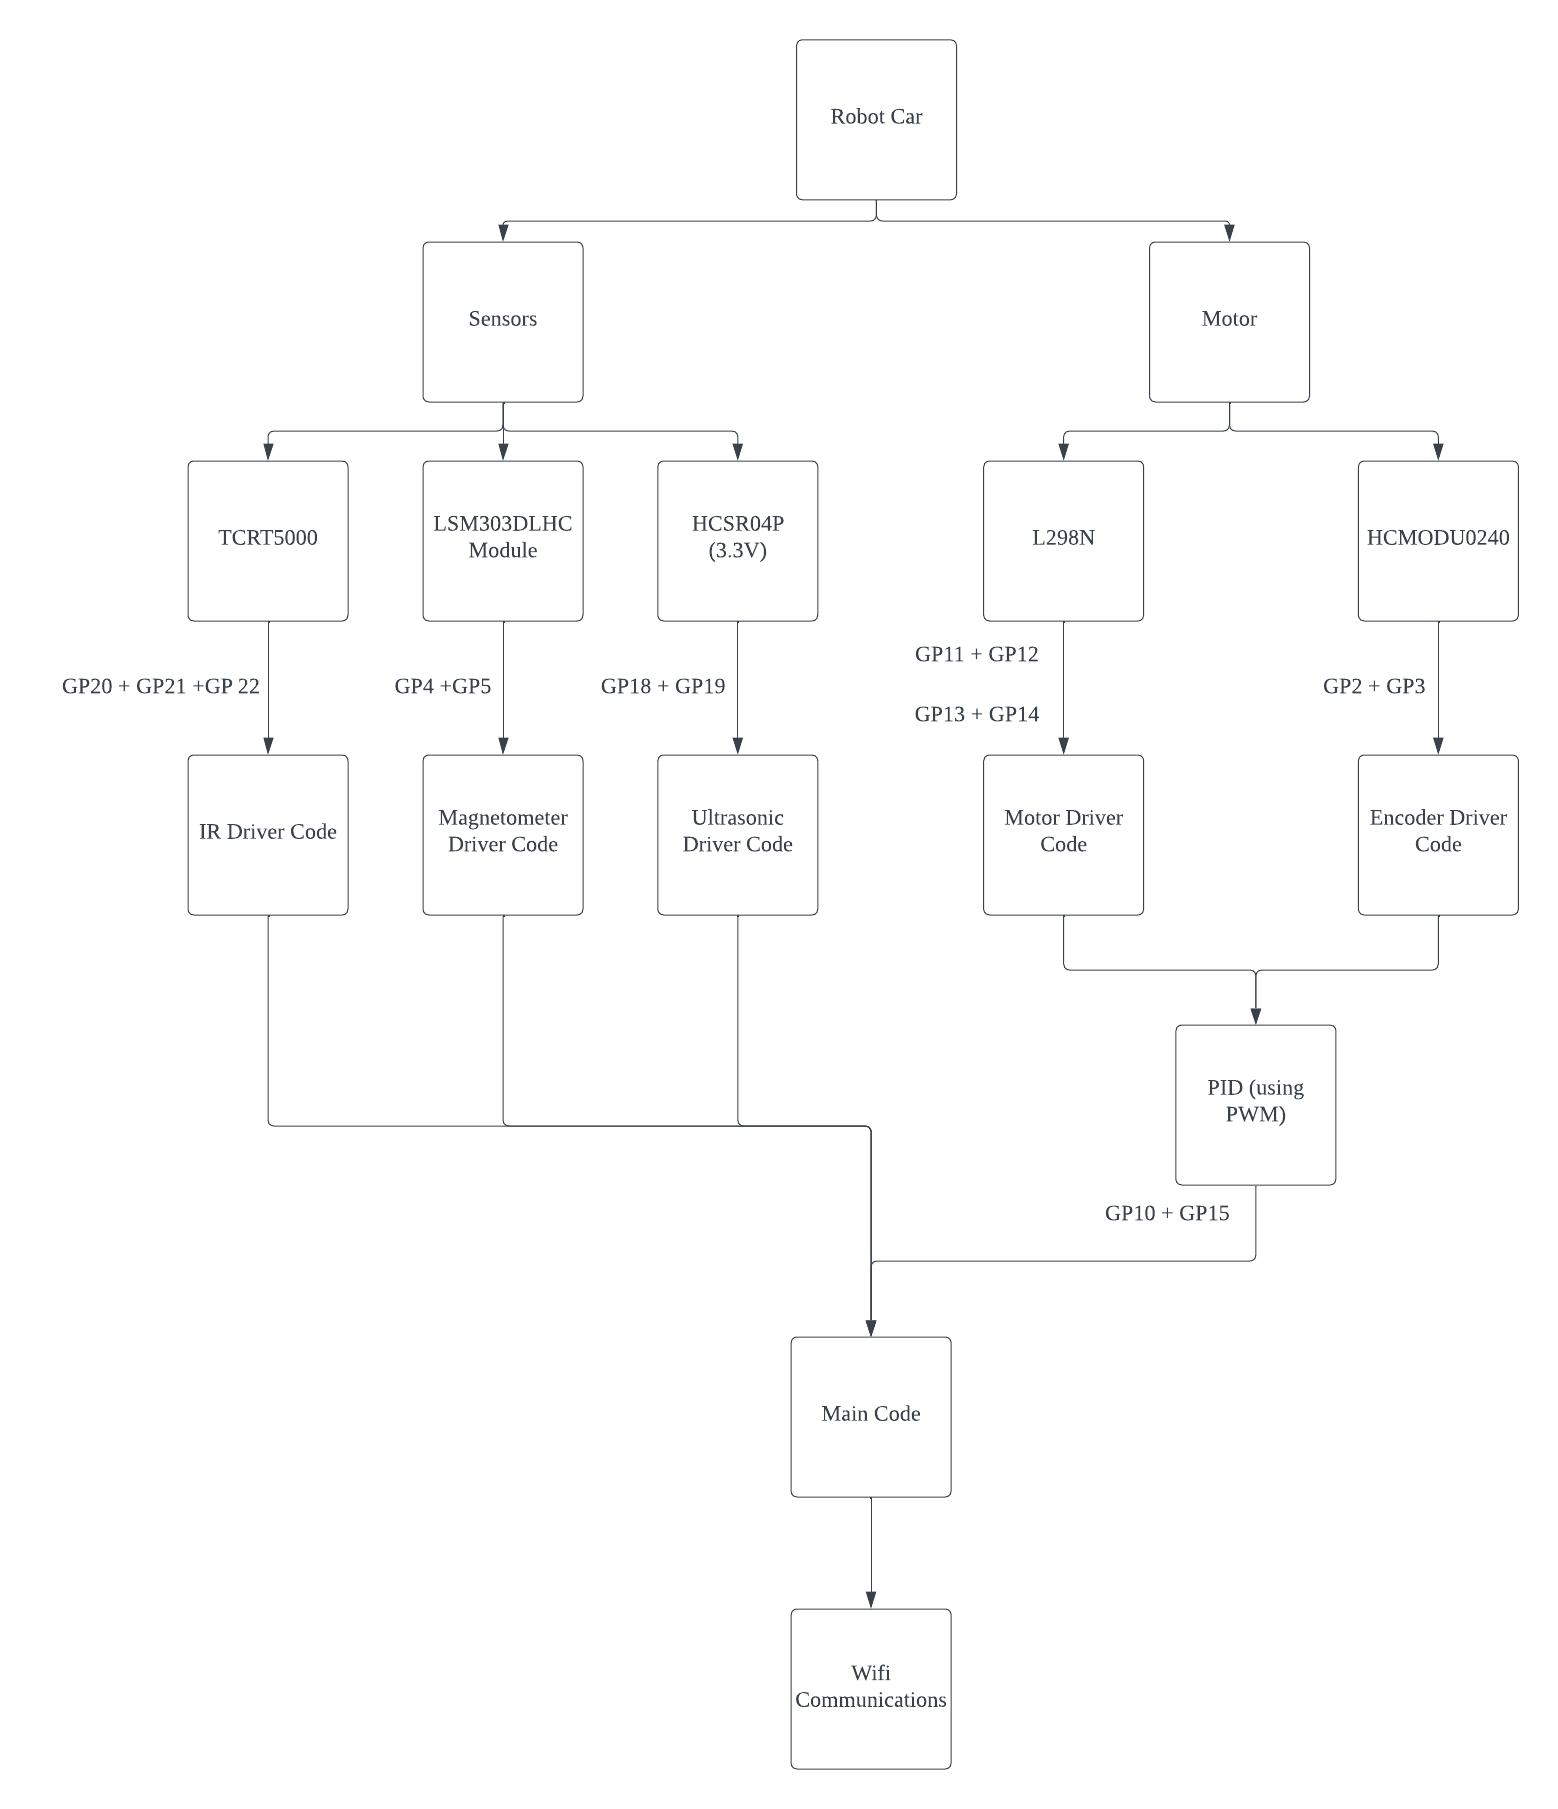 Robot Car
Sensors
Motor
TCRT5000
LSM303DLHC
Module
HCSR04P
(3.3V)
L298N
HCMODU0240
GP20 + GP21 +GP 22
GP4 +GP5
GP18 + GP19
GP11 + GP12
GP13 + GP14
GP2 + GP3
IR Driver Code
Magnetometer
Driver Code
Ultrasonic
Driver Code
Motor Driver
Code
Encoder Driver
Code
PID (using
PWM)
GP10 + GP15
Main Code
Wifi
Communications